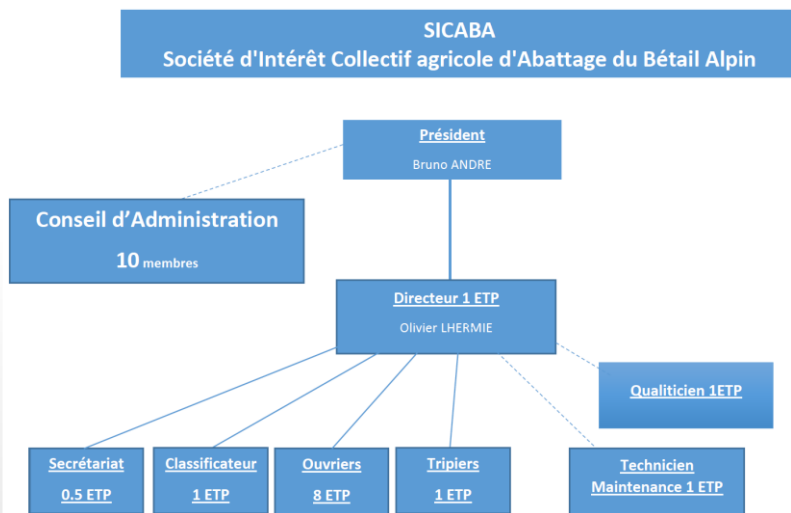 SICABA
Société d'Intérêt Collectif agricole d'Abattage du Bétail Alpin
Président
Bruno ANDRE
Conseil d’Administration
10 membres
Directeur 1 ETP
Olivier LHERMIE
Qualiticien 1ETP
Secrétariat
0.5 ETP
Classificateur
1 ETP
Ouvriers
8 ETP
Tripiers
1 ETP
Technicien
Maintenance 1 ETP